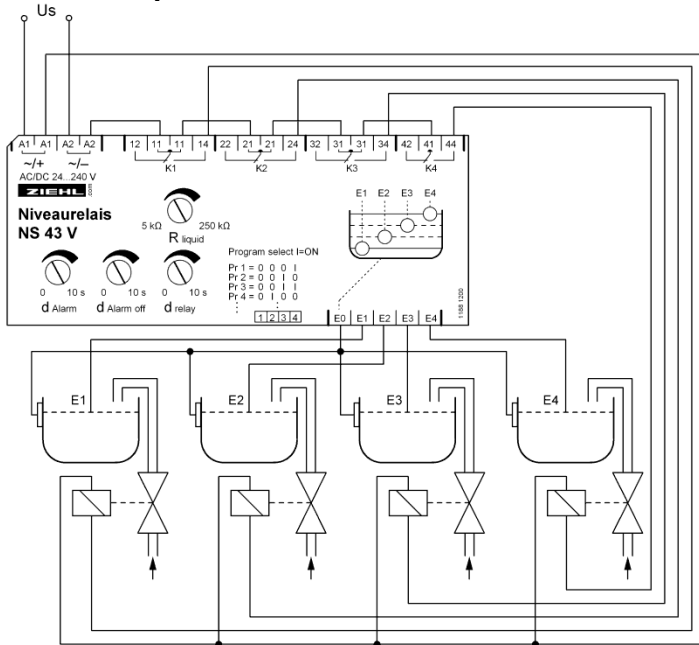 Us
A1 A1 A2 A2 12 11 11 14 22 21 21 24 32 31 31 34 42 41 44
~/+ ~/− K1 K2 K3 K4
AC/DC 24...240 V
ZIEHL .com
Niveaurelais
NS 43 V
5 kΩ 250 kΩ
R liquid
E1 E2 E3 E4
Program select I=ON
Pr 1 = 0 0 0 I
Pr 2 = 0 0 I 0
Pr 3 = 0 0 I I
Pr 4 = 0 I 0 0
0 10 s 0 10 s 0 10 s
d Alarm d Alarm off d relay
1 2 3 4
E0 E1 E2 E3 E4
1188 1200
E1 E2 E3 E4